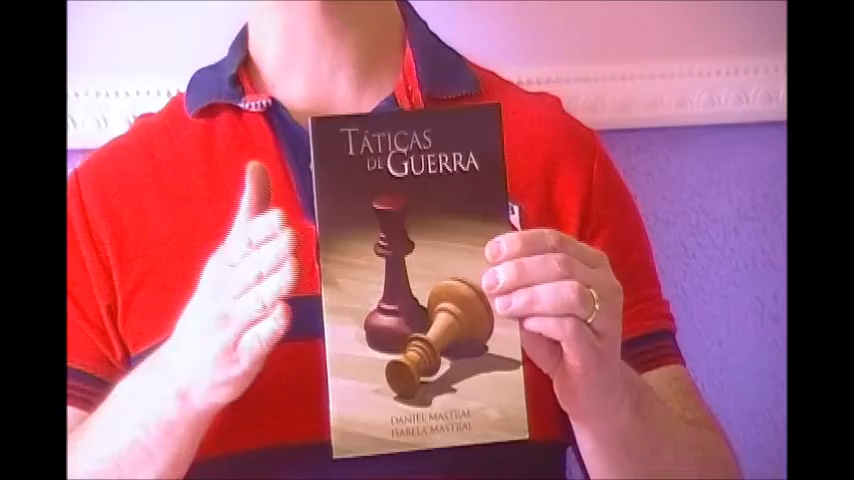 TÁTICAS
DE GUERRA
DANIEL MASTRAL
ISABELA MASTRAL